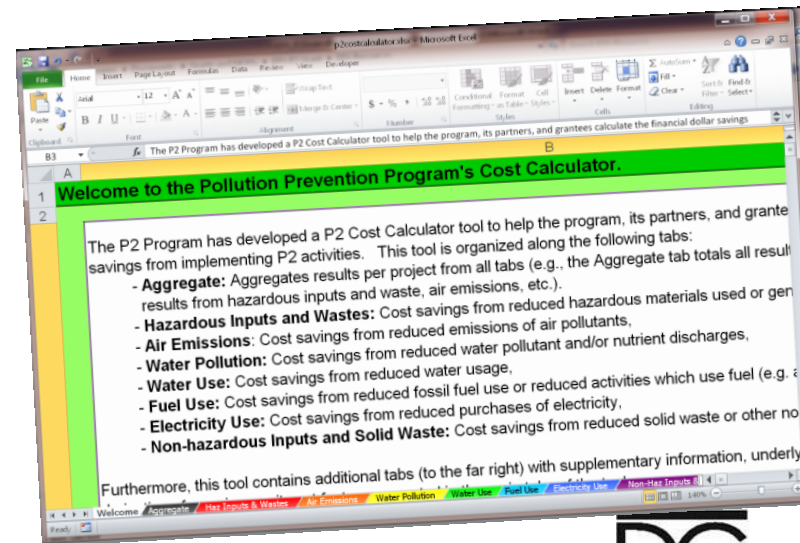 p2costcalculator.xlsx - Microsoft Excel
File Home Insert Page Layout Formulas Data Review View Developer
Arial 12 A A Wrap Text Σ AutoSum
Paste B I U Merge & Center $ % , Conditional Formatting Format as Table Cell Styles Insert Delete Format Fill Clear Sort & Filter Find & Select
Clipboard Font Alignment Number Styles Cells Editing
B3 fx The P2 Program has developed a P2 Cost Calculator tool to help the program, its partners, and grantees calculate the financial dollar savings
A B
1 Welcome to the Pollution Prevention Program's Cost Calculator.
2
The P2 Program has developed a P2 Cost Calculator tool to help the program, its partners, and grante
savings from implementing P2 activities. This tool is organized along the following tabs:
- Aggregate: Aggregates results per project from all tabs (e.g., the Aggregate tab totals all result
results from hazardous inputs and waste, air emissions, etc.).
- Hazardous Inputs and Wastes: Cost savings from reduced hazardous materials used or gen
- Air Emissions: Cost savings from reduced emissions of air pollutants,
- Water Pollution: Cost savings from reduced water pollutant and/or nutrient discharges,
- Water Use: Cost savings from reduced water usage,
- Fuel Use: Cost savings from reduced fossil fuel use or reduced activities which use fuel (e.g. a
- Electricity Use: Cost savings from reduced purchases of electricity,
- Non-hazardous Inputs and Solid Waste: Cost savings from reduced solid waste or other no
Furthermore, this tool contains additional tabs (to the far right) with supplementary information, underly
Welcome Aggregate Haz Inputs & Wastes Air Emissions Water Pollution Water Use Fuel Use Electricity Use Non-Haz Inputs &
Ready 140%